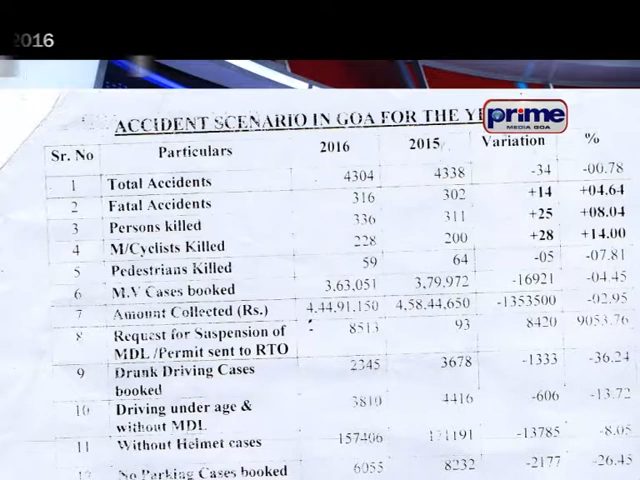 2016
ACCIDENT SCENARIO IN GOA FOR THE
prime
MEDIA GOA
Sr. No Particulars 2016 2015 Variation %
1 Total Accidents 4304 4338 -34 -00.78
2 Fatal Accidents 316 302 +14 +04.64
3 Persons killed 336 311 +25 +08.04
4 M/Cyclists Killed 228 200 +28 +14.00
5 Pedestrians Killed 59 64 -05 -07.81
6 M.V Cases booked 3,63,051 3,79,972 -16921 -04.45
7 Amount Collected (Rs.) 4,44,91,150 4,58,44,650 -1353500 -02.95
8 Request for Suspension of 8513 93 8420 9053.76
MDL /Permit sent to RTO
9 Drunk Driving Cases 2345 3678 -1333 -36.24
booked
10 Driving under age & 3810 4416 -606 -13.72
without MDL
11 Without Helmet cases 157406 171191 -13785 -8.05
12 No Parking Cases booked 6055 8232 -2177 -26.45